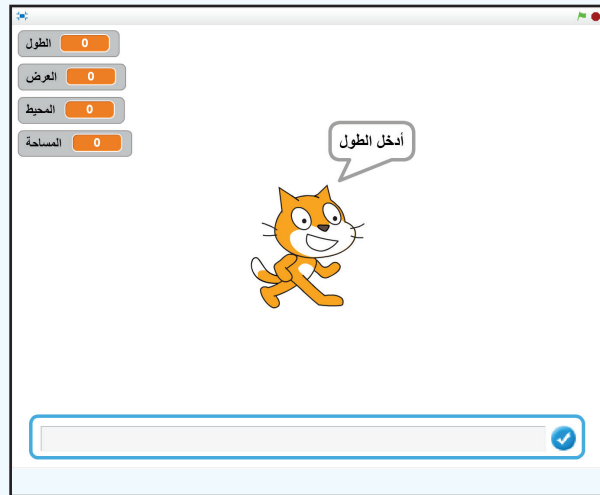 الطول 0
العرض 0
المحيط 0
المساحة 0
أدخل الطول